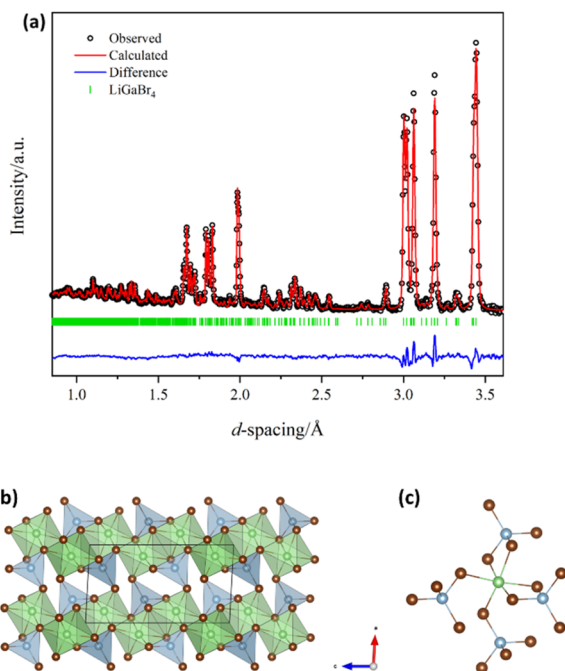 (a)
Observed
Calculated
Difference
LiGaBr₄
Intensity/a.u.
1.0 1.5 2.0 2.5 3.0 3.5
d-spacing/Å
b)
(c)
c